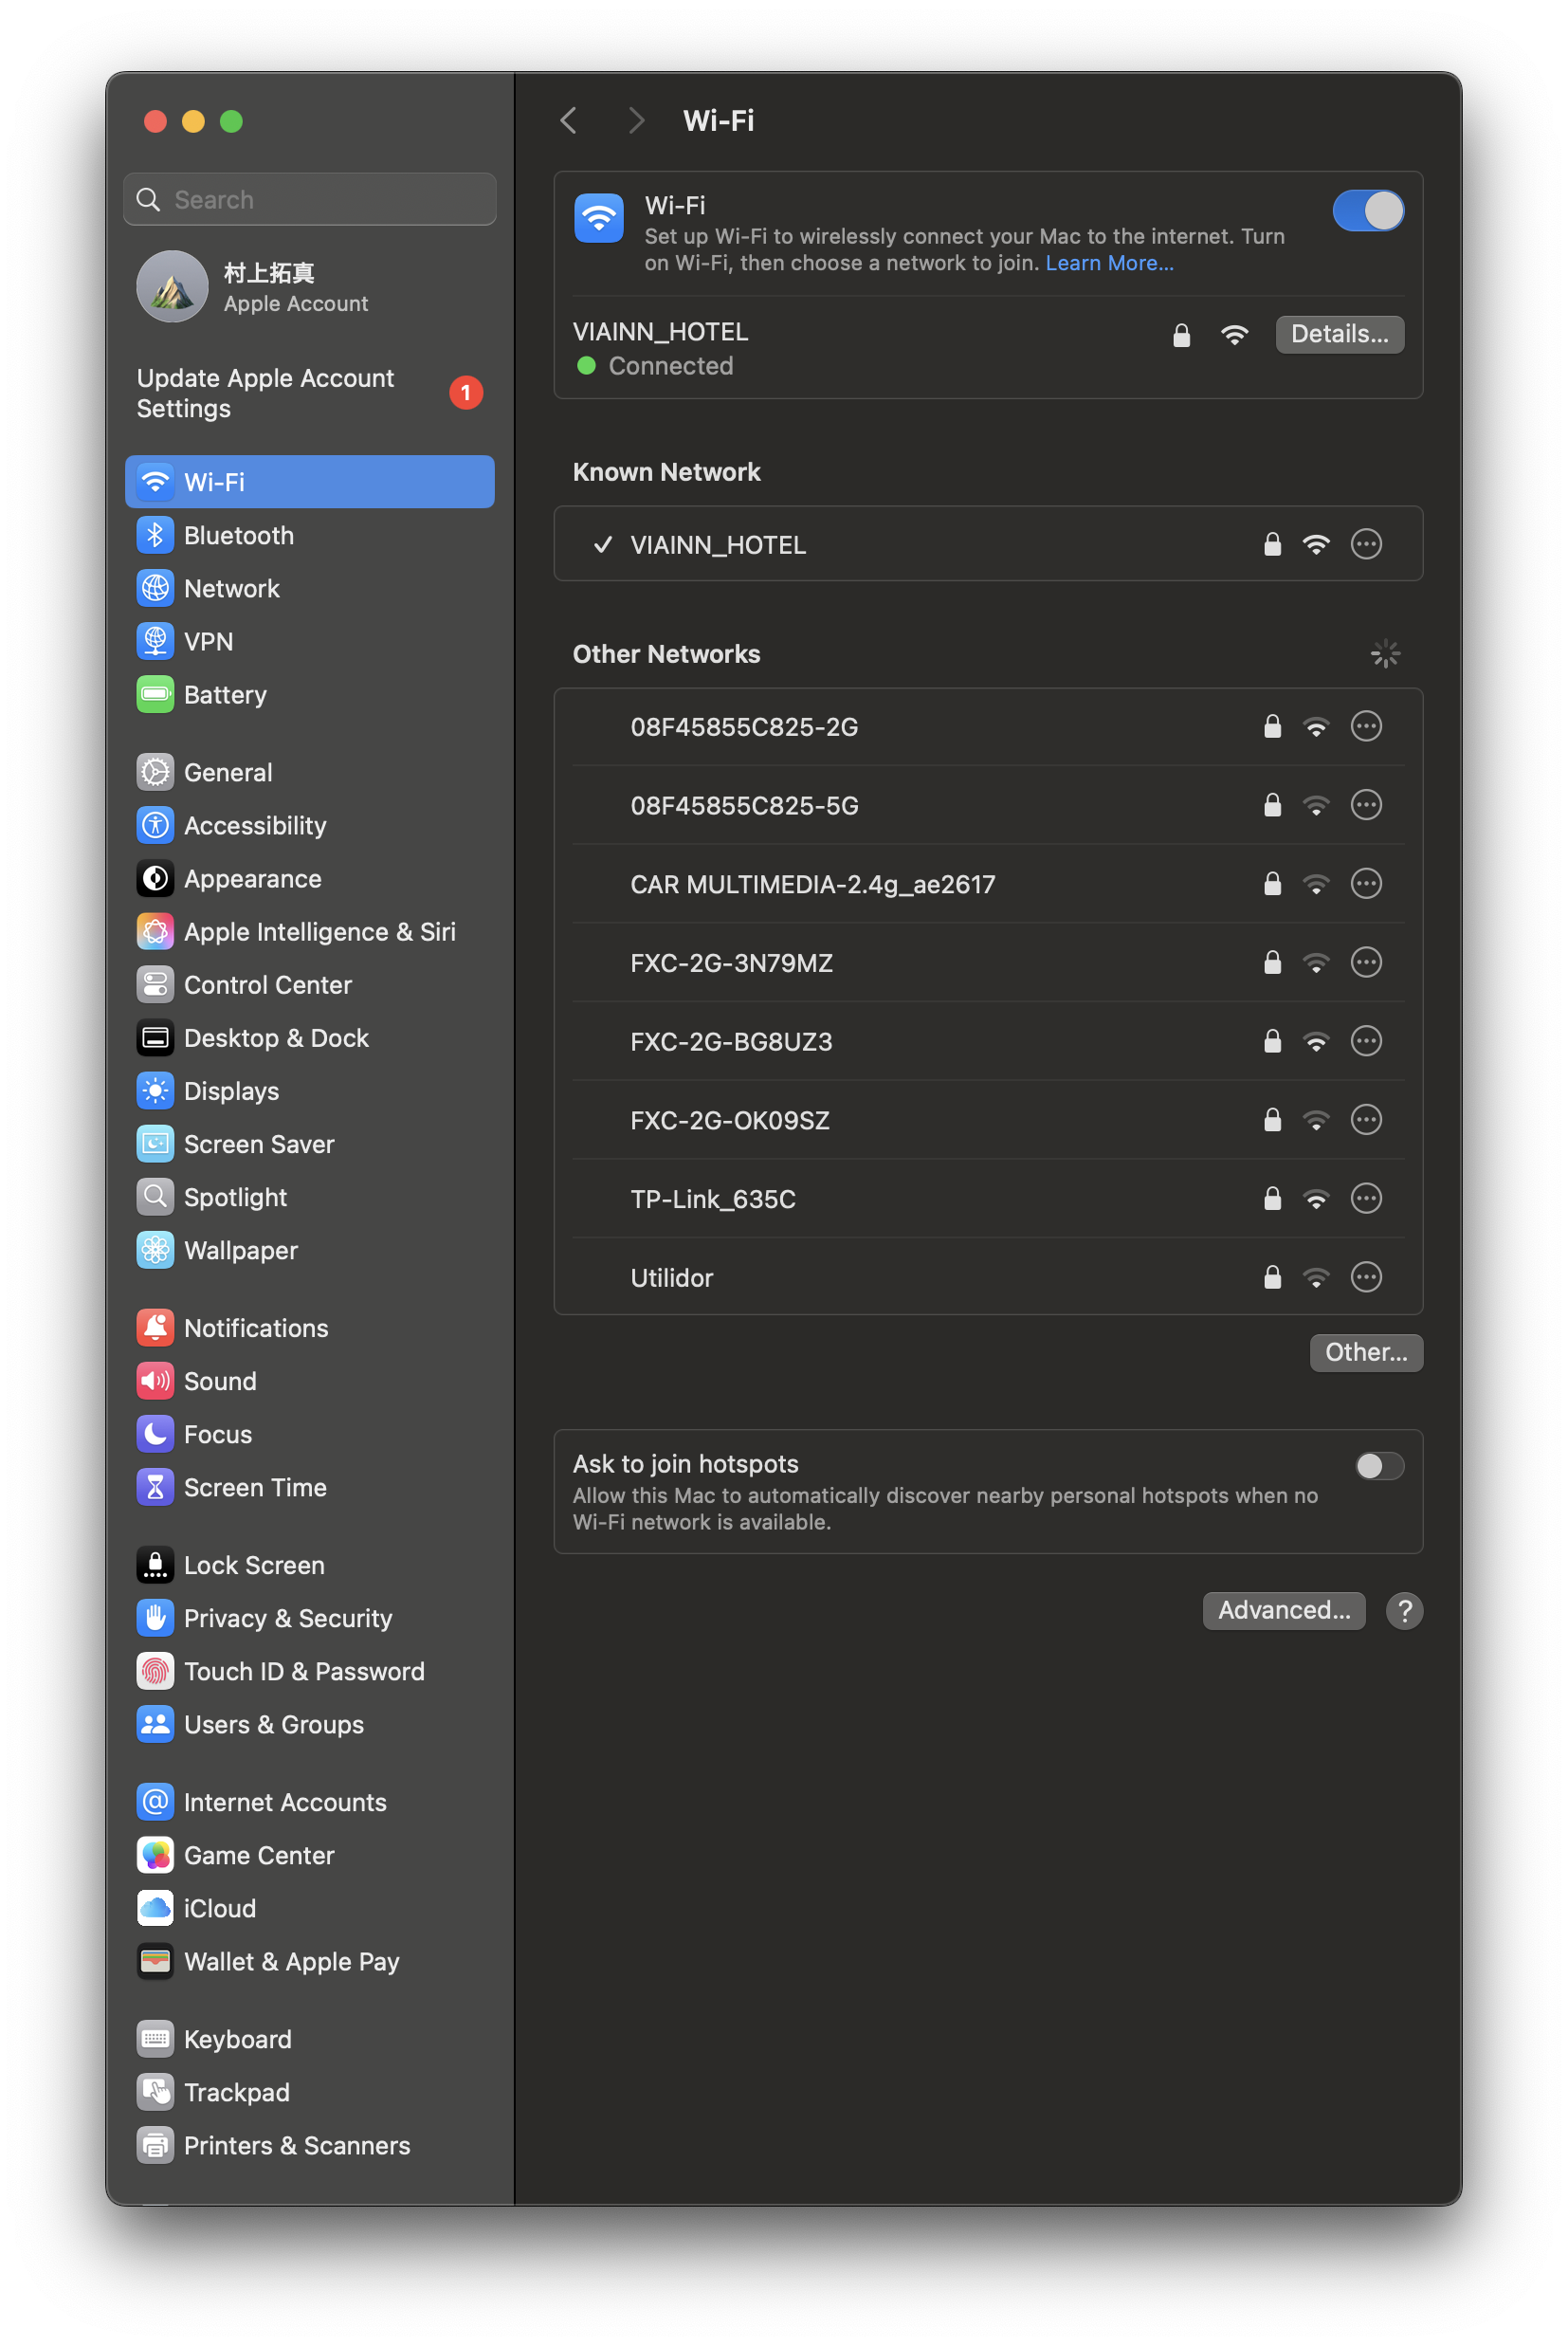 Search
村上拓真
Apple Account
Update Apple Account
Settings
1
Wi-Fi
Bluetooth
Network
VPN
Battery
General
Accessibility
Appearance
Apple Intelligence & Siri
Control Center
Desktop & Dock
Displays
Screen Saver
Spotlight
Wallpaper
Notifications
Sound
Focus
Screen Time
Lock Screen
Privacy & Security
Touch ID & Password
Users & Groups
Internet Accounts
Game Center
iCloud
Wallet & Apple Pay
Keyboard
Trackpad
Printers & Scanners
Wi-Fi
Wi-Fi
Set up Wi-Fi to wirelessly connect your Mac to the internet. Turn
on Wi-Fi, then choose a network to join. Learn More...
VIAINN_HOTEL
Details...
Connected
Known Network
VIAINN_HOTEL
Other Networks
08F45855C825-2G
08F45855C825-5G
CAR MULTIMEDIA-2.4g_ae2617
FXC-2G-3N79MZ
FXC-2G-BG8UZ3
FXC-2G-OK09SZ
TP-Link_635C
Utilidor
Other...
Ask to join hotspots
Allow this Mac to automatically discover nearby personal hotspots when no
Wi-Fi network is available.
Advanced...
?